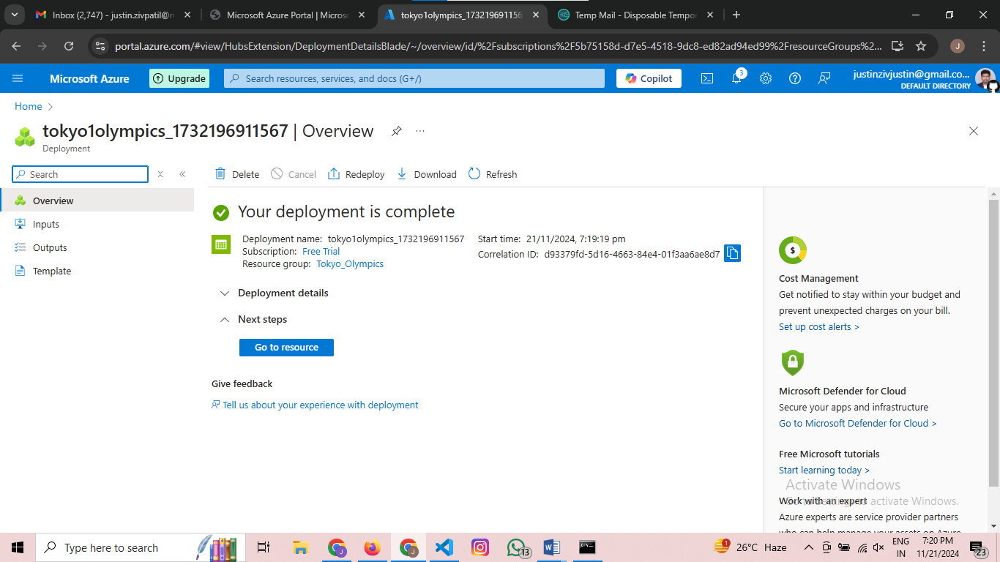 Inbox (2,747) - justin.zivpatil@m
Microsoft Azure Portal | Micros
tokyo1olympics_173219691156
Temp Mail - Disposable Tempo
portal.azure.com/#view/HubsExtension/DeploymentDetailsBlade/~/overview/id/%2Fsubscriptions%2F5b75158d-d7e5-4518-9dc8-ed82ad94ed99%2FresourceGroups%2...
J
Microsoft Azure
Upgrade
Search resources, services, and docs (G+/)
Copilot
3
justinzivjustin@gmail.co...
DEFAULT DIRECTORY
Home
tokyo1olympics_1732196911567 | Overview
Deployment
Search
Delete
Cancel
Redeploy
Download
Refresh
Overview
Inputs
Outputs
Template
Your deployment is complete
Deployment name: tokyo1olympics_1732196911567
Subscription: Free Trial
Resource group: Tokyo_Olympics
Start time: 21/11/2024, 7:19:19 pm
Correlation ID: d93379fd-5d16-4663-84e4-01f3aa6ae8d7
Deployment details
Next steps
Go to resource
Give feedback
Tell us about your experience with deployment
Cost Management
Get notified to stay within your budget and
prevent unexpected charges on your bill.
Set up cost alerts >
Microsoft Defender for Cloud
Secure your apps and infrastructure
Go to Microsoft Defender for Cloud >
Free Microsoft tutorials
Start learning today >
Activate Windows
Go to Settings to activate Windows.
Work with an expert
Azure experts are service provider partners
who can help manage your assets on Azure
Type here to search
13
1
26°C Haze
ENG
IN
7:20 PM
11/21/2024
23